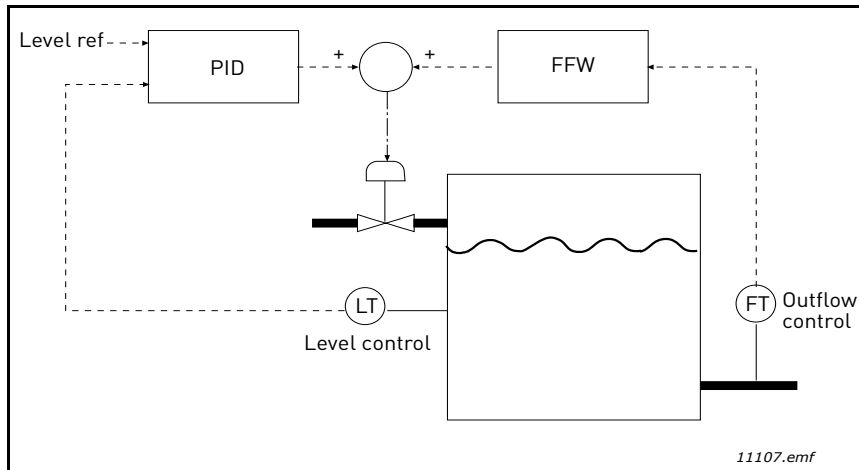 Level ref
PID
+
+
FFW
LT
Level control
FT
Outflow
control
11107.emf